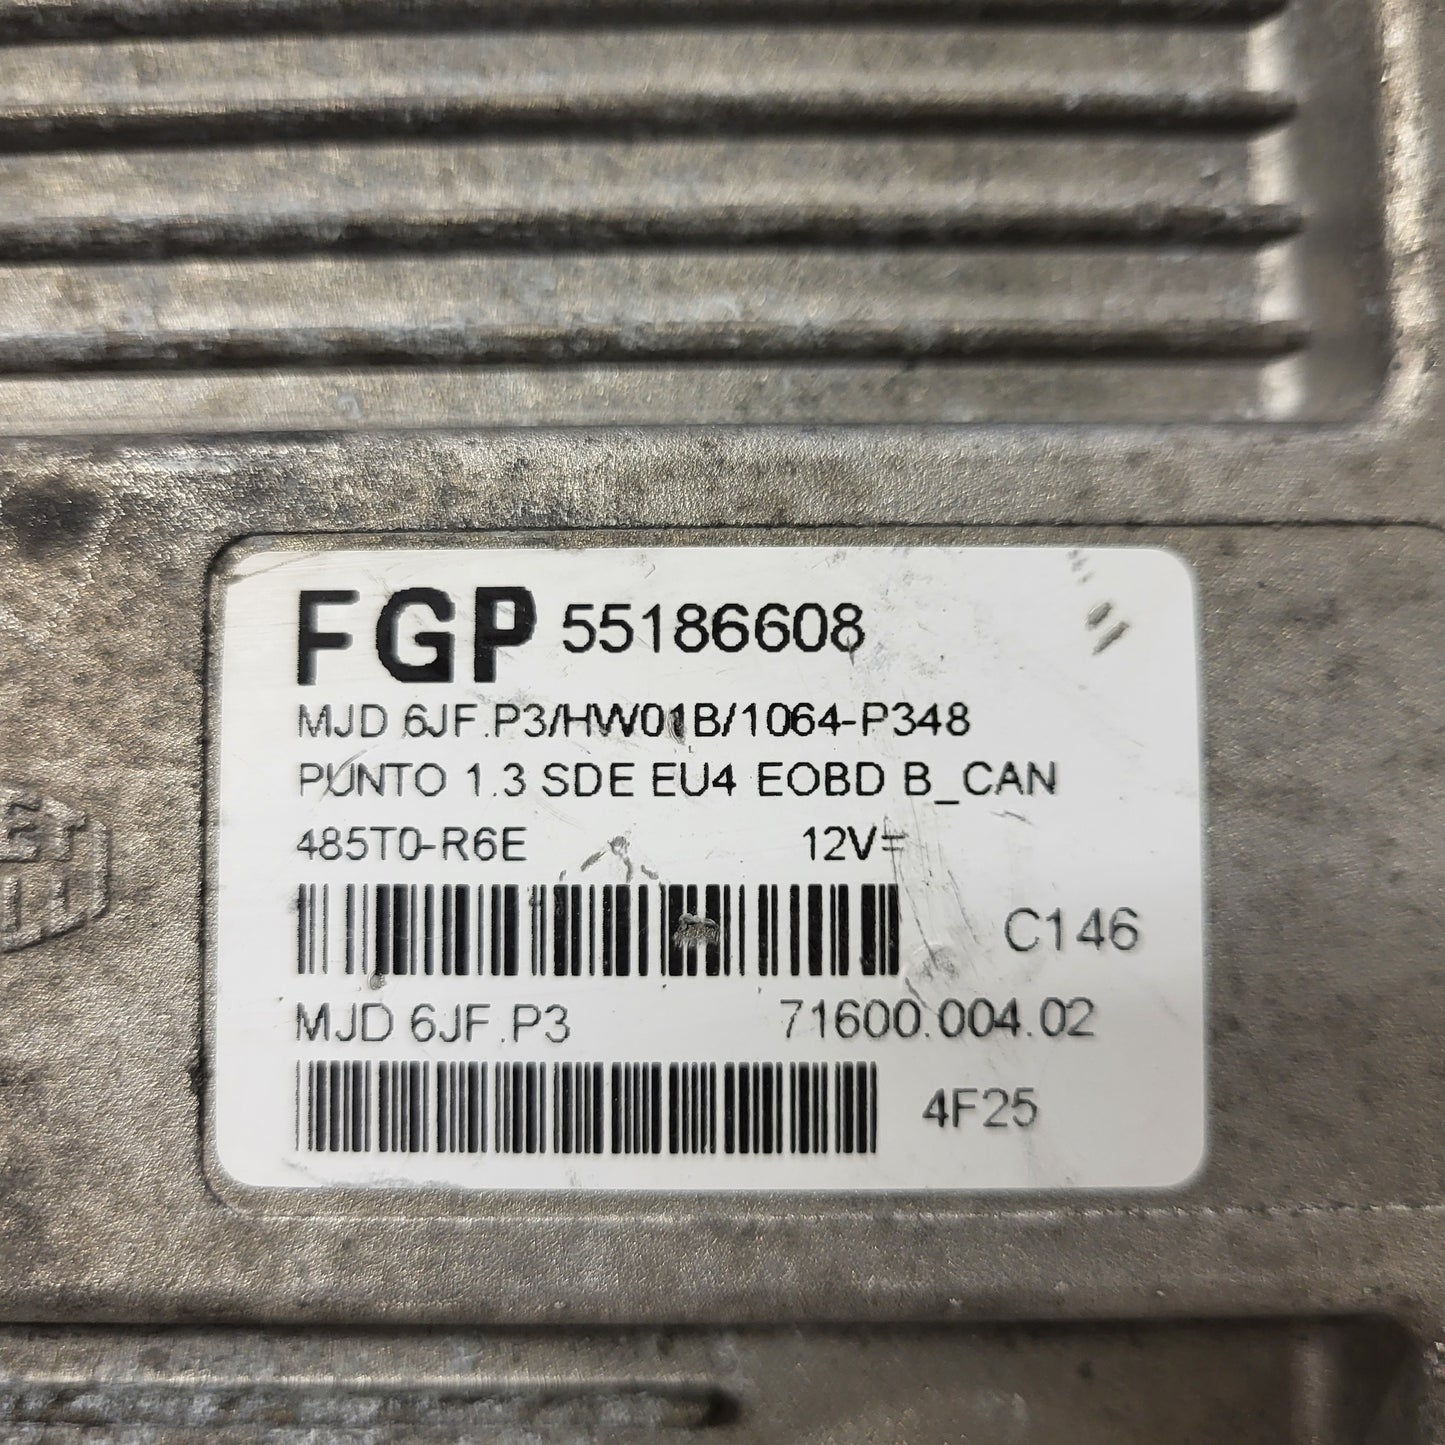 FGP 55186608
MJD 6JF.P3/HW01B/1064-P348
PUNTO 1.3 SDE EU4 EOBD B_CAN
485T0-R6E 12V=
C146
MJD 6JF.P3 71600.004.02
4F25